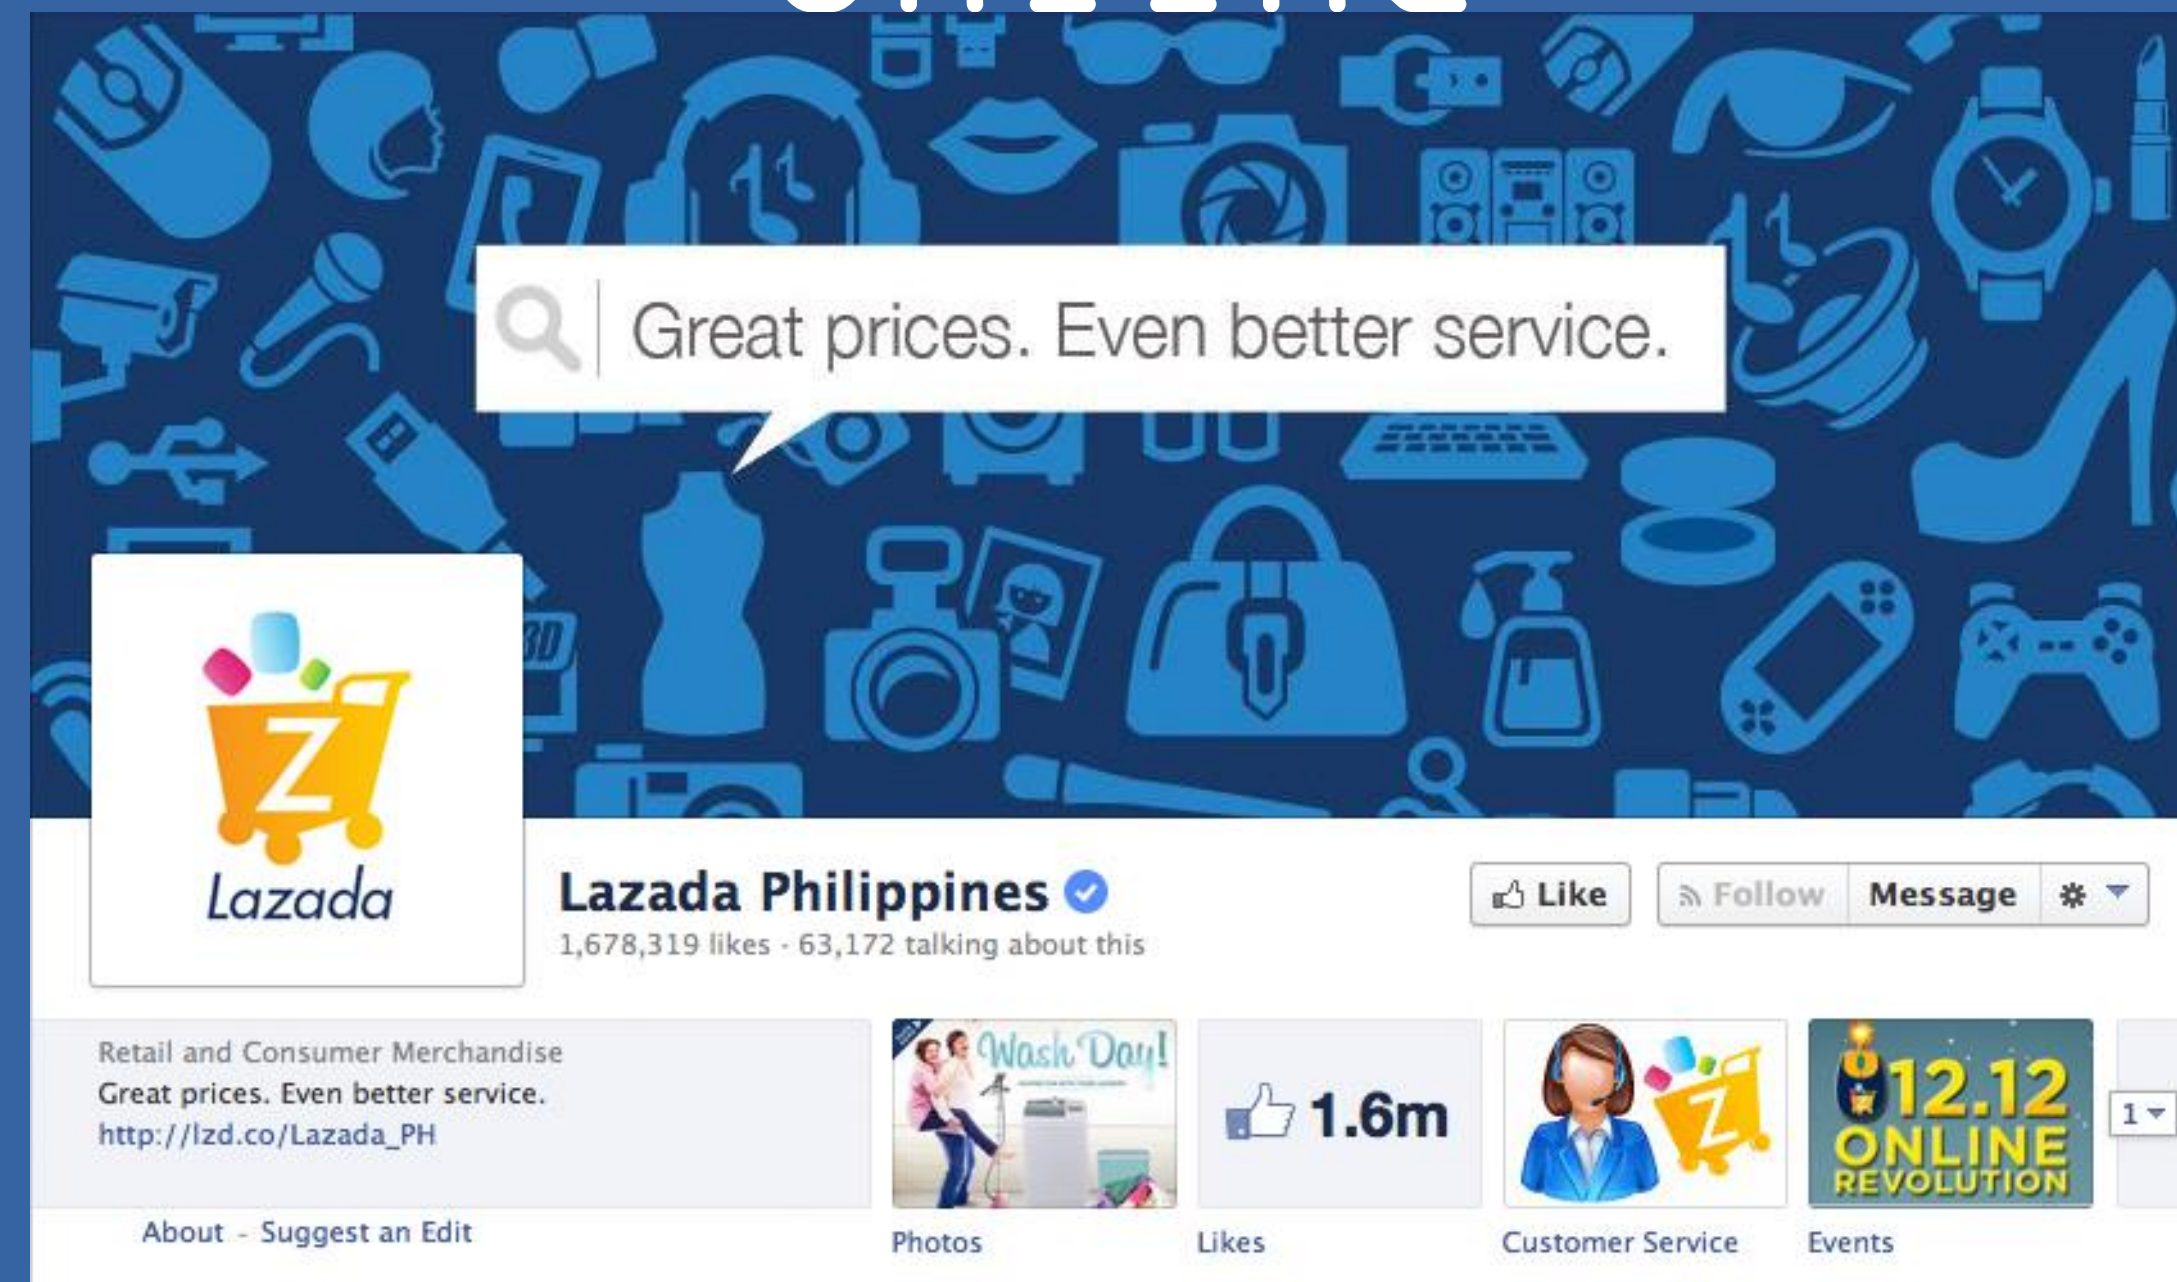 Great prices. Even better service.
3D
Z
Lazada
Lazada Philippines
1,678,319 likes · 63,172 talking about this
Like
Follow
Message
Retail and Consumer Merchandise
Great prices. Even better service.
http://lzd.co/Lazada_PH
About - Suggest an Edit
Wash Day!
Photos
1.6m
Likes
Z
Customer Service
12.12
ONLINE
REVOLUTION
Events
1